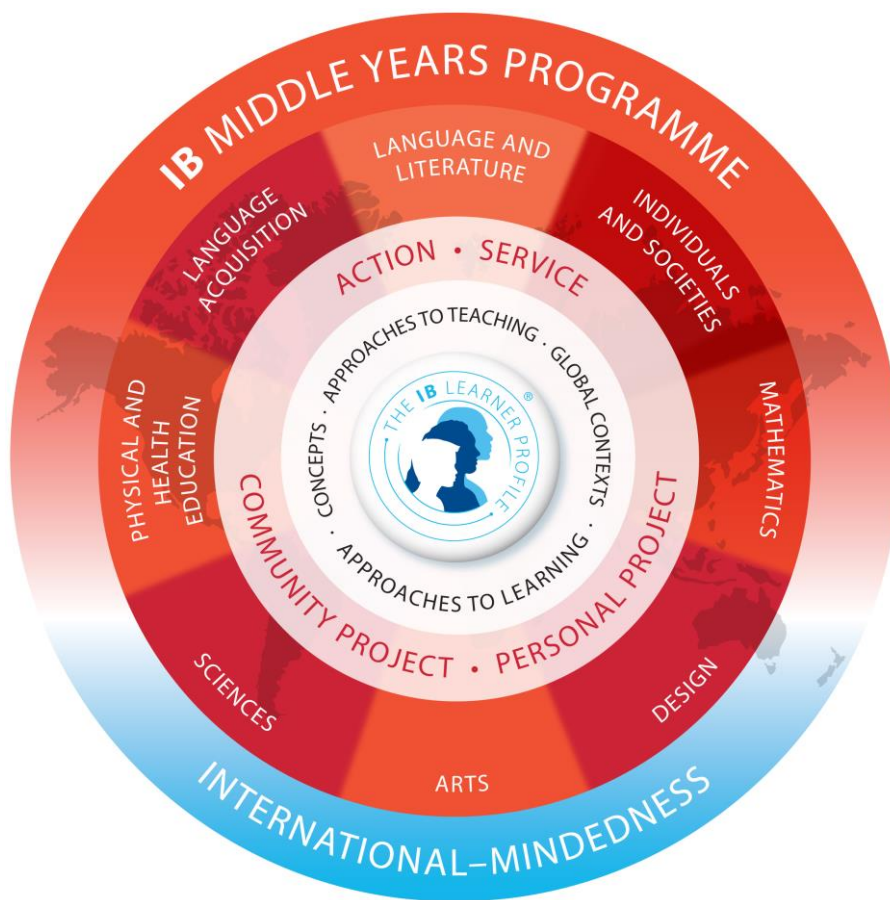 IB MIDDLE YEARS PROGRAMME
LANGUAGE AND
LITERATURE
INDIVIDUALS
AND SOCIETIES
MATHEMATICS
DESIGN
ARTS
SCIENCES
PHYSICAL AND
HEALTH
EDUCATION
LANGUAGE
ACQUISITION
ACTION • SERVICE
COMMUNITY PROJECT • PERSONAL PROJECT
APPROACHES TO TEACHING · GLOBAL CONTEXTS ·
APPROACHES TO LEARNING · CONCEPTS ·
• THE IB LEARNER PROFILE •
®
INTERNATIONAL–MINDEDNESS